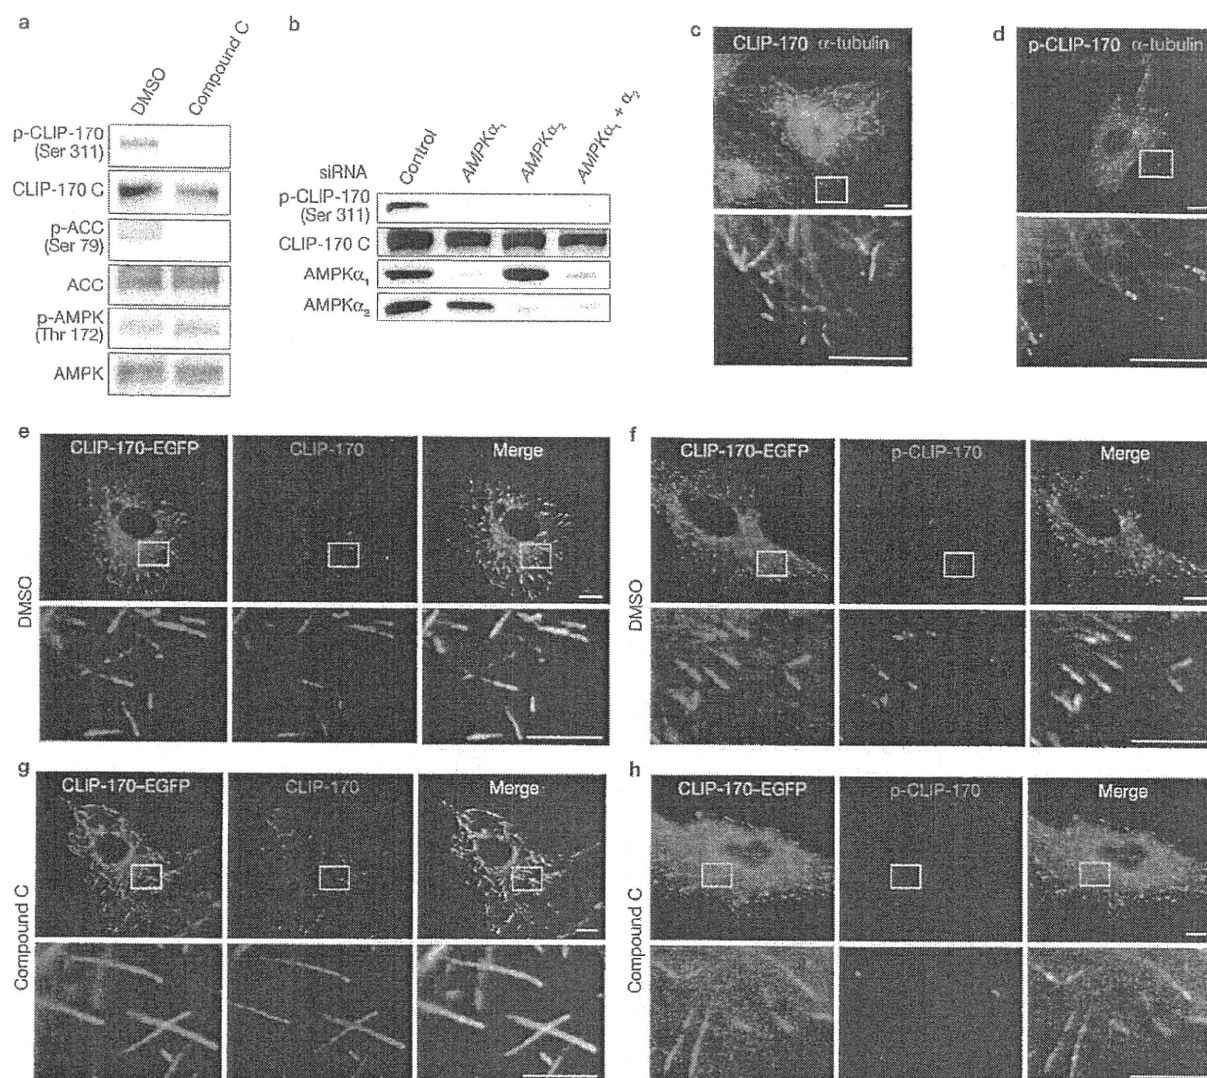 a
DMSO
Compound C
p-CLIP-170
(Ser 311)
CLIP-170 C
p-ACC
(Ser 79)
ACC
p-AMPK
(Thr 172)
AMPK
b
siRNA
Control
AMPKα1
AMPKα2
AMPKα1 + α2
p-CLIP-170
(Ser 311)
CLIP-170 C
AMPKα1
AMPKα2
c
CLIP-170 α-tubulin
d
p-CLIP-170 α-tubulin
e
DMSO
CLIP-170–EGFP
CLIP-170
Merge
f
DMSO
CLIP-170–EGFP
p-CLIP-170
Merge
g
Compound C
CLIP-170–EGFP
CLIP-170
Merge
h
Compound C
CLIP-170–EGFP
p-CLIP-170
Merge